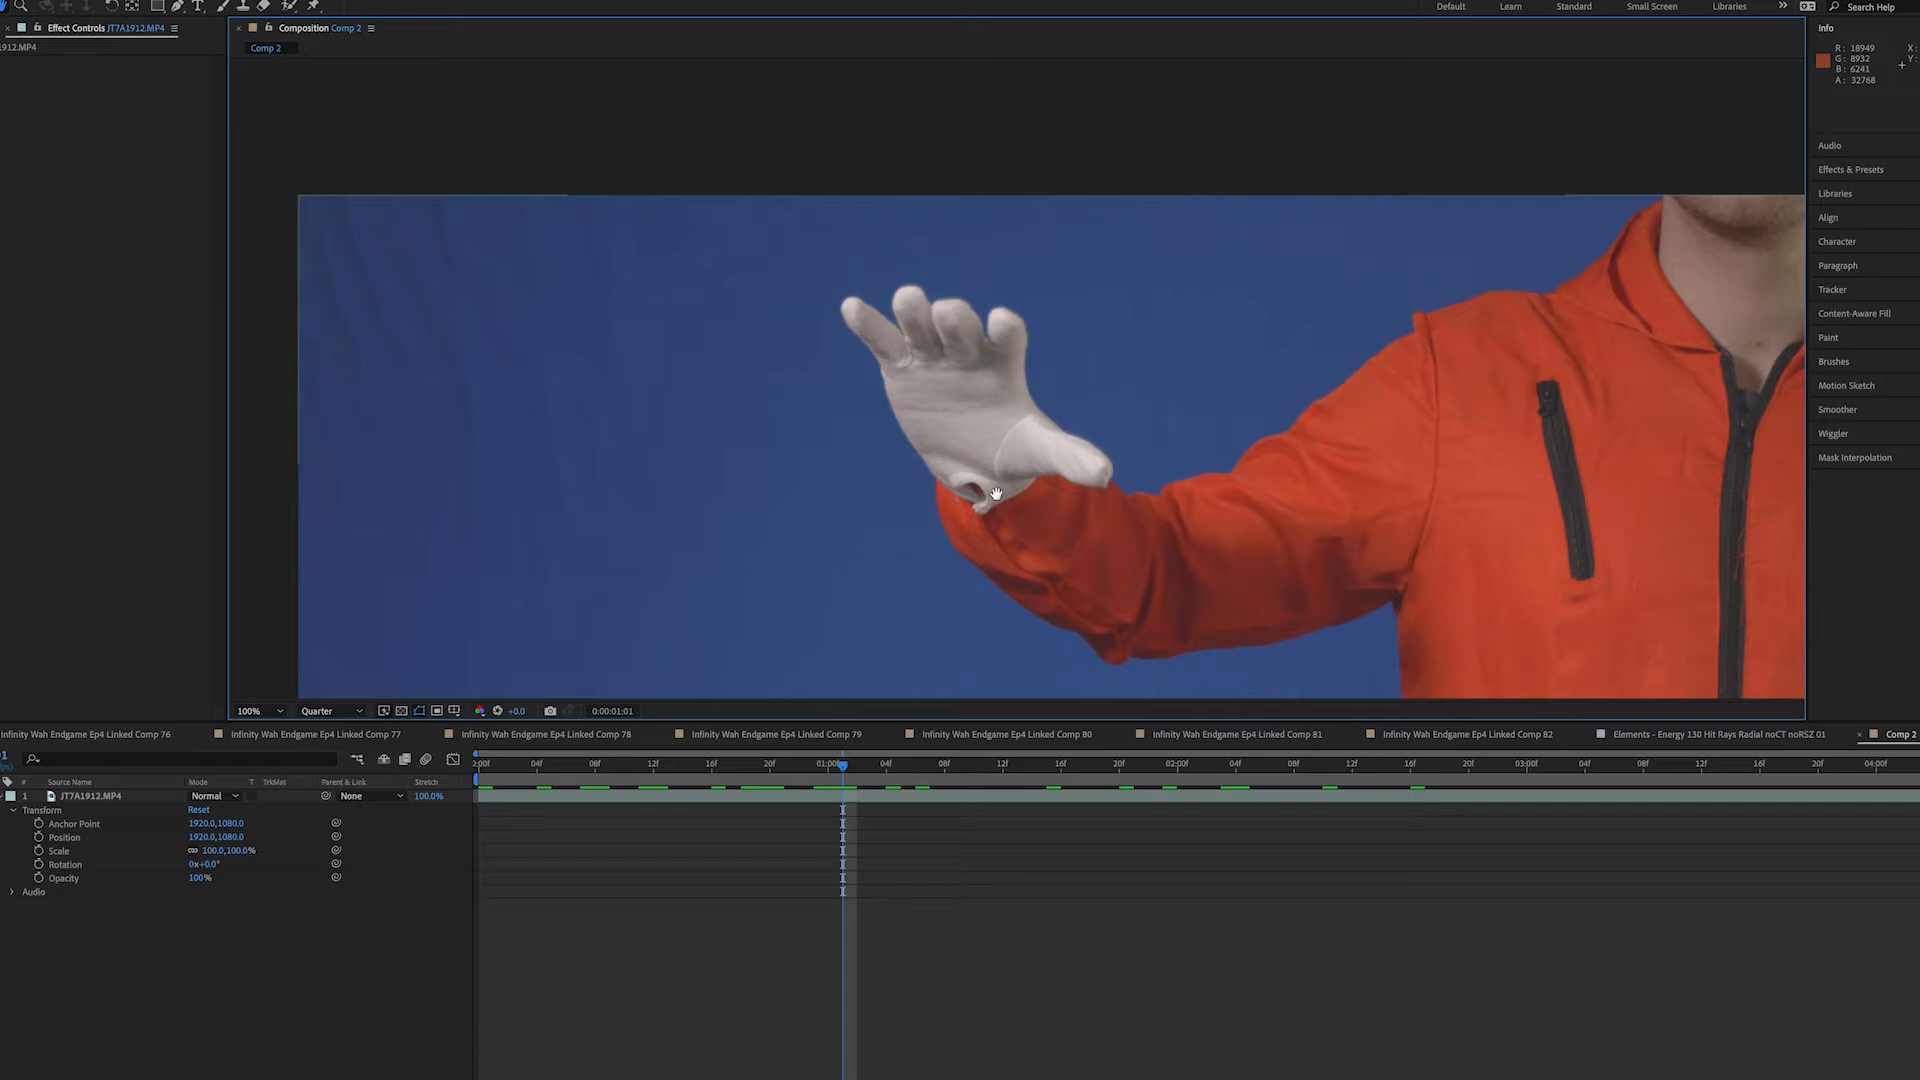 Default Learn Standard Small Screen Libraries Search Help
Effect Controls JT7A1912.MP4
Composition Comp 2
Info
912.MP4
Comp 2
R: 18949 X:
G: 8932 Y:
B: 6241
A: 32768
Audio
Effects & Presets
Libraries
Align
Character
Paragraph
Tracker
Content-Aware Fill
Paint
Brushes
Motion Sketch
Smoother
Wiggler
Mask Interpolation
100% Quarter +0.0 0:00:01:01
Infinity Wah Endgame Ep4 Linked Comp 76 Infinity Wah Endgame Ep4 Linked Comp 77 Infinity Wah Endgame Ep4 Linked Comp 78 Infinity Wah Endgame Ep4 Linked Comp 79 Infinity Wah Endgame Ep4 Linked Comp 80 Infinity Wah Endgame Ep4 Linked Comp 81 Infinity Wah Endgame Ep4 Linked Comp 82 Elements - Energy 130 Hit Rays Radial noCT noRSZ 01 Comp 2
:00f 04f 08f 12f 16f 20f 01:00f 04f 08f 12f 16f 20f 02:00f 04f 08f 12f 16f 20f 03:00f 04f 08f 12f 16f 20f 04:00f
# Source Name Mode T TrkMat Parent & Link Stretch
1 JT7A1912.MP4 Normal None 100.0%
Transform Reset
Anchor Point 1920.0,1080.0
Position 1920.0,1080.0
Scale 100.0,100.0%
Rotation 0x+0.0°
Opacity 100%
Audio